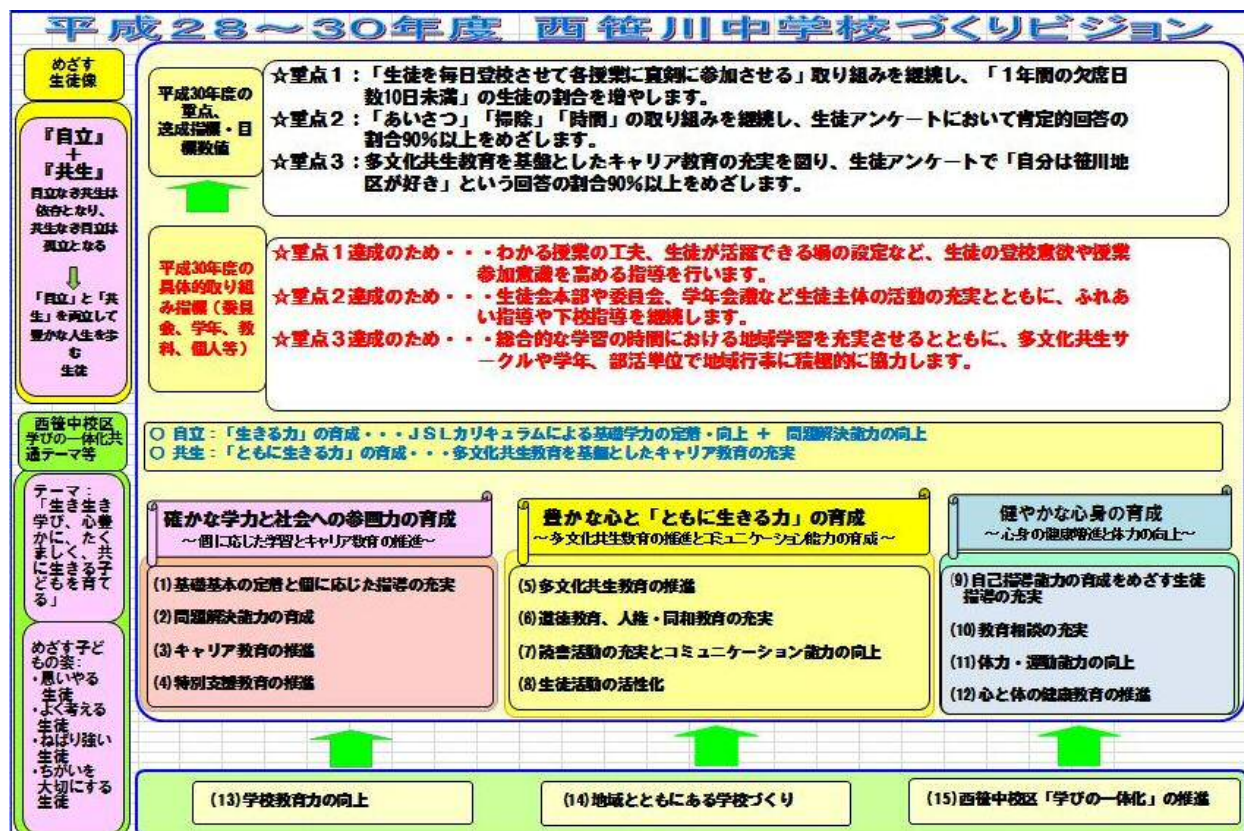 平成28～30年度 西笹川中学校づくりビジョン
めざす
生徒像
『自立』
＋
『共生』
自立なき共生は
依存となり、
共生なき自立は
孤立となる
「自立」と「共
生」を両立して
豊かな人生を歩
む
生徒
平成30年度の
重点、
達成指標・目
標数値
☆重点１：「生徒を毎日登校させて各授業に真剣に参加させる」取り組みを継続し、「１年間の欠席日
数10日未満」の生徒の割合を増やします。
☆重点２：「あいさつ」「掃除」「時間」の取り組みを継続し、生徒アンケートにおいて肯定的回答の
割合90％以上をめざします。
☆重点３：多文化共生教育を基盤としたキャリア教育の充実を図り、生徒アンケートで「自分は笹川地
区が好き」という回答の割合90％以上をめざします。
平成30年度の
具体的取り組
み指標（委員
会、学年、教
科、個人等）
☆重点１達成のため・・・わかる授業の工夫、生徒が活躍できる場の設定など、生徒の登校意欲や授業
参加意識を高める指導を行います。
☆重点２達成のため・・・生徒会本部や委員会、学年会議など生徒主体の活動の充実とともに、ふれあ
い指導や下校指導を継続します。
☆重点３達成のため・・・総合的な学習の時間における地域学習を充実させるとともに、多文化共生サ
ークルや学年、部活単位で地域行事に積極的に協力します。
西笹中校区
学びの一体化共
通テーマ等
○ 自立：「生きる力」の育成・・・ＪＳＬカリキュラムによる基礎学力の定着・向上 ＋ 問題解決能力の向上
○ 共生：「ともに生きる力」の育成・・・多文化共生教育を基盤としたキャリア教育の充実
テーマ：
「生き生き
学び、心豊
かに、たく
ましく、共
に生きる子
どもを育て
る」
めざす子ど
もの姿：
・思いやる
生徒
・よく考える
生徒
・ねばり強い
生徒
・ちがいを
大切にする
生徒
確かな学力と社会への参画力の育成
～個に応じた学習とキャリア教育の推進～
(1)基礎基本の定着と個に応じた指導の充実
(2)問題解決能力の育成
(3)キャリア教育の推進
(4)特別支援教育の推進
豊かな心と「ともに生きる力」の育成
～多文化共生教育の推進とコミュニケーション能力の育成～
(5)多文化共生教育の推進
(6)道徳教育、人権・同和教育の充実
(7)読書活動の充実とコミュニケーション能力の向上
(8)生徒活動の活性化
健やかな心身の育成
～心身の健康増進と体力の向上～
(9)自己指導能力の育成をめざす生徒
指導の充実
(10)教育相談の充実
(11)体力・運動能力の向上
(12)心と体の健康教育の推進
(13)学校教育力の向上
(14)地域とともにある学校づくり
(15)西笹中校区「学びの一体化」の推進